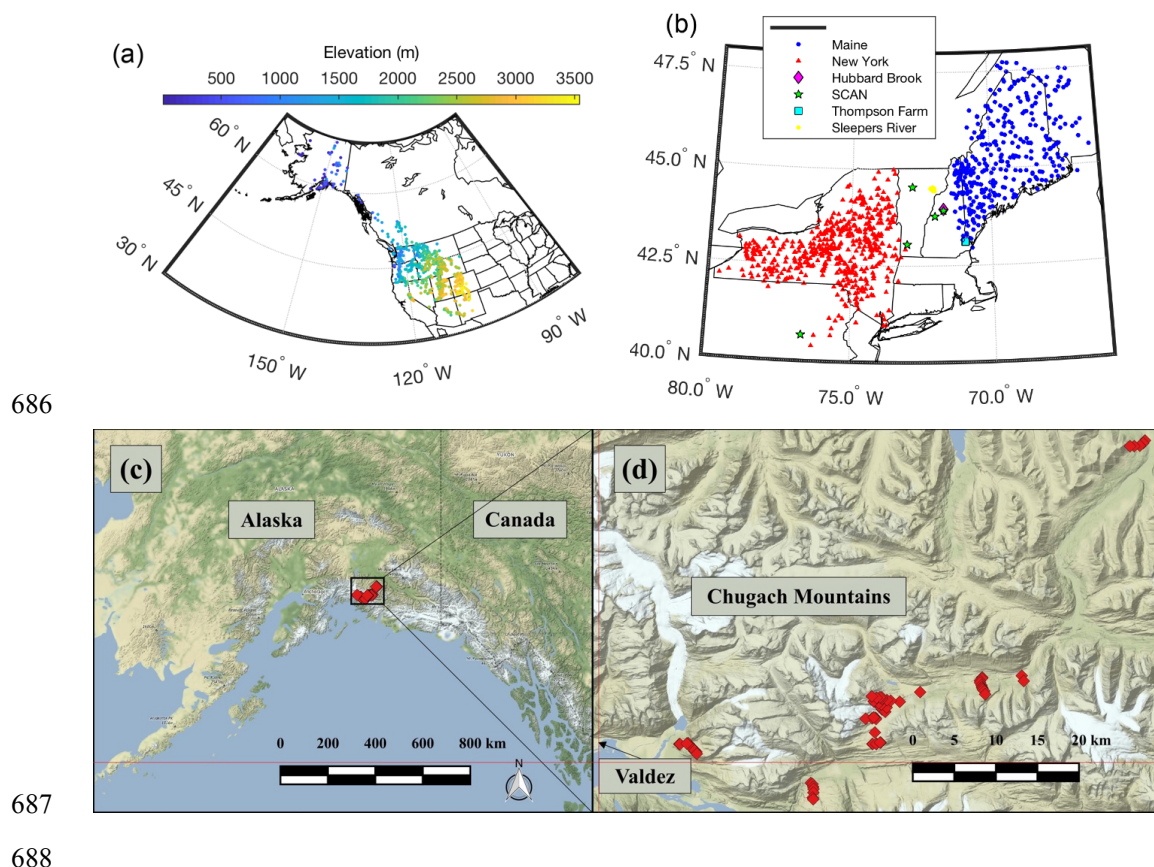 (a)
Elevation (m)
500 1000 1500 2000 2500 3000 3500
60° N
45° N
30° N
150° W
120° W
90° W
(b)
Maine
New York
Hubbard Brook
SCAN
Thompson Farm
Sleepers River
47.5° N
45.0° N
42.5° N
40.0° N
80.0° W
75.0° W
70.0° W
686
(c)
Alaska
Canada
0 200 400 600 800 km
N
(d)
Chugach Mountains
Valdez
0 5 10 15 20 km
687
688